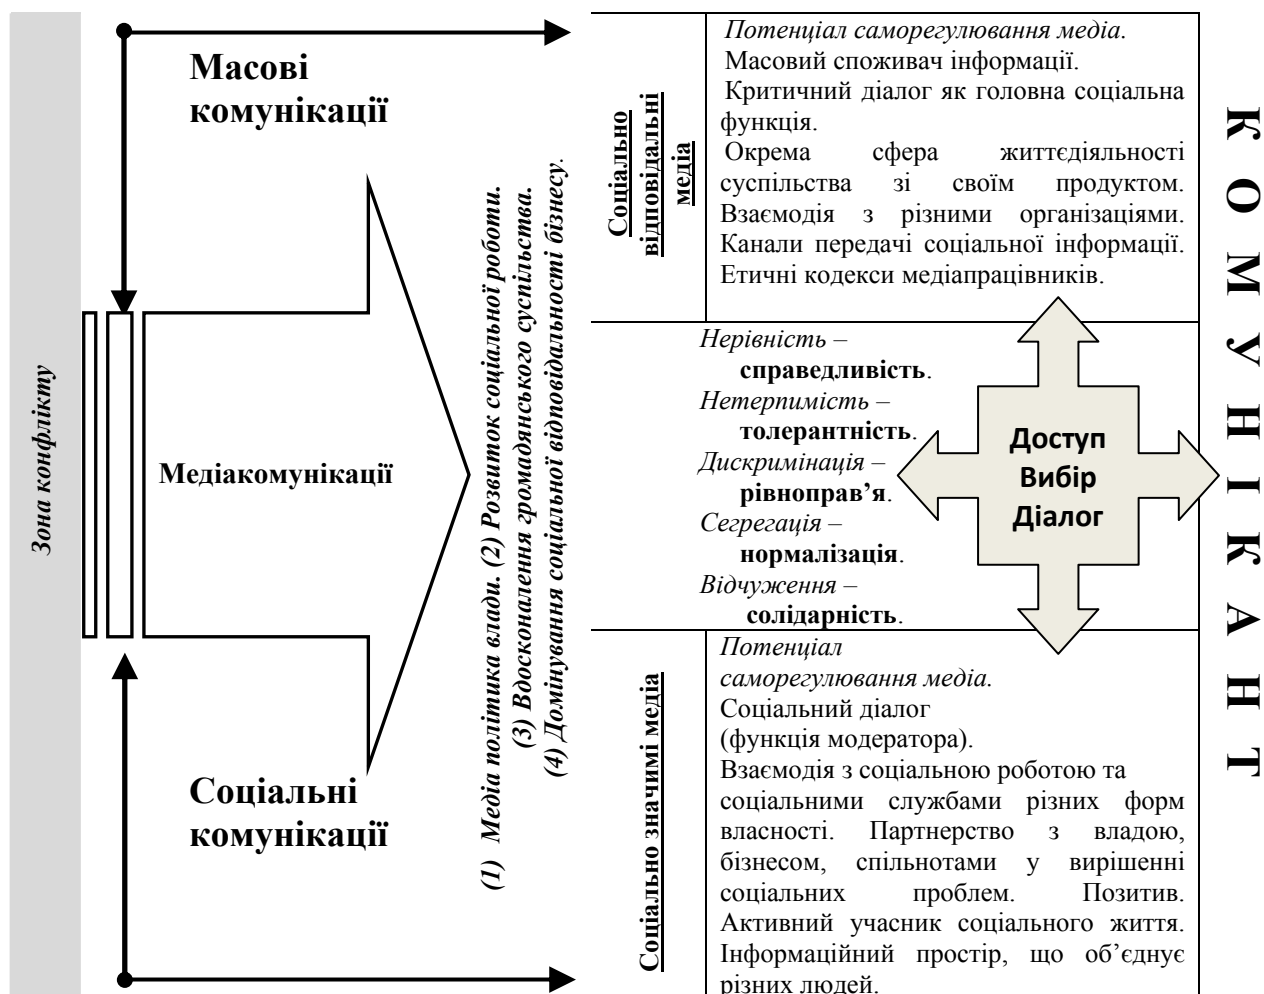 Зона конфлікту
Масові
комунікації
Медіакомунікації
Соціальні
комунікації
(1) Медіа політика влади. (2) Розвиток соціальної роботи.
(3) Вдосконалення громадянського суспільства.
(4) Домінування соціальної відповідальності бізнесу.
Соціально
відповідальні
медіа
Потенціал саморегулювання медіа.
Масовий споживач інформації.
Критичний діалог як головна соціальна
функція.
Окрема сфера життєдіяльності
суспільства зі своїм продуктом.
Взаємодія з різними організаціями.
Канали передачі соціальної інформації.
Етичні кодекси медіапрацівників.
Нерівність –
справедливість.
Нетерпимість –
толерантність.
Дискримінація –
рівноправ’я.
Сегрегація –
нормалізація.
Відчуження –
солідарність.
Доступ
Вибір
Діалог
Соціально значимі медіа
Потенціал
саморегулювання медіа.
Соціальний діалог
(функція модератора).
Взаємодія з соціальною роботою та
соціальними службами різних форм
власності. Партнерство з владою,
бізнесом, спільнотами у вирішенні
соціальних проблем. Позитив.
Активний учасник соціального життя.
Інформаційний простір, що об’єднує
різних людей.
К О М У Н І К А Н Т